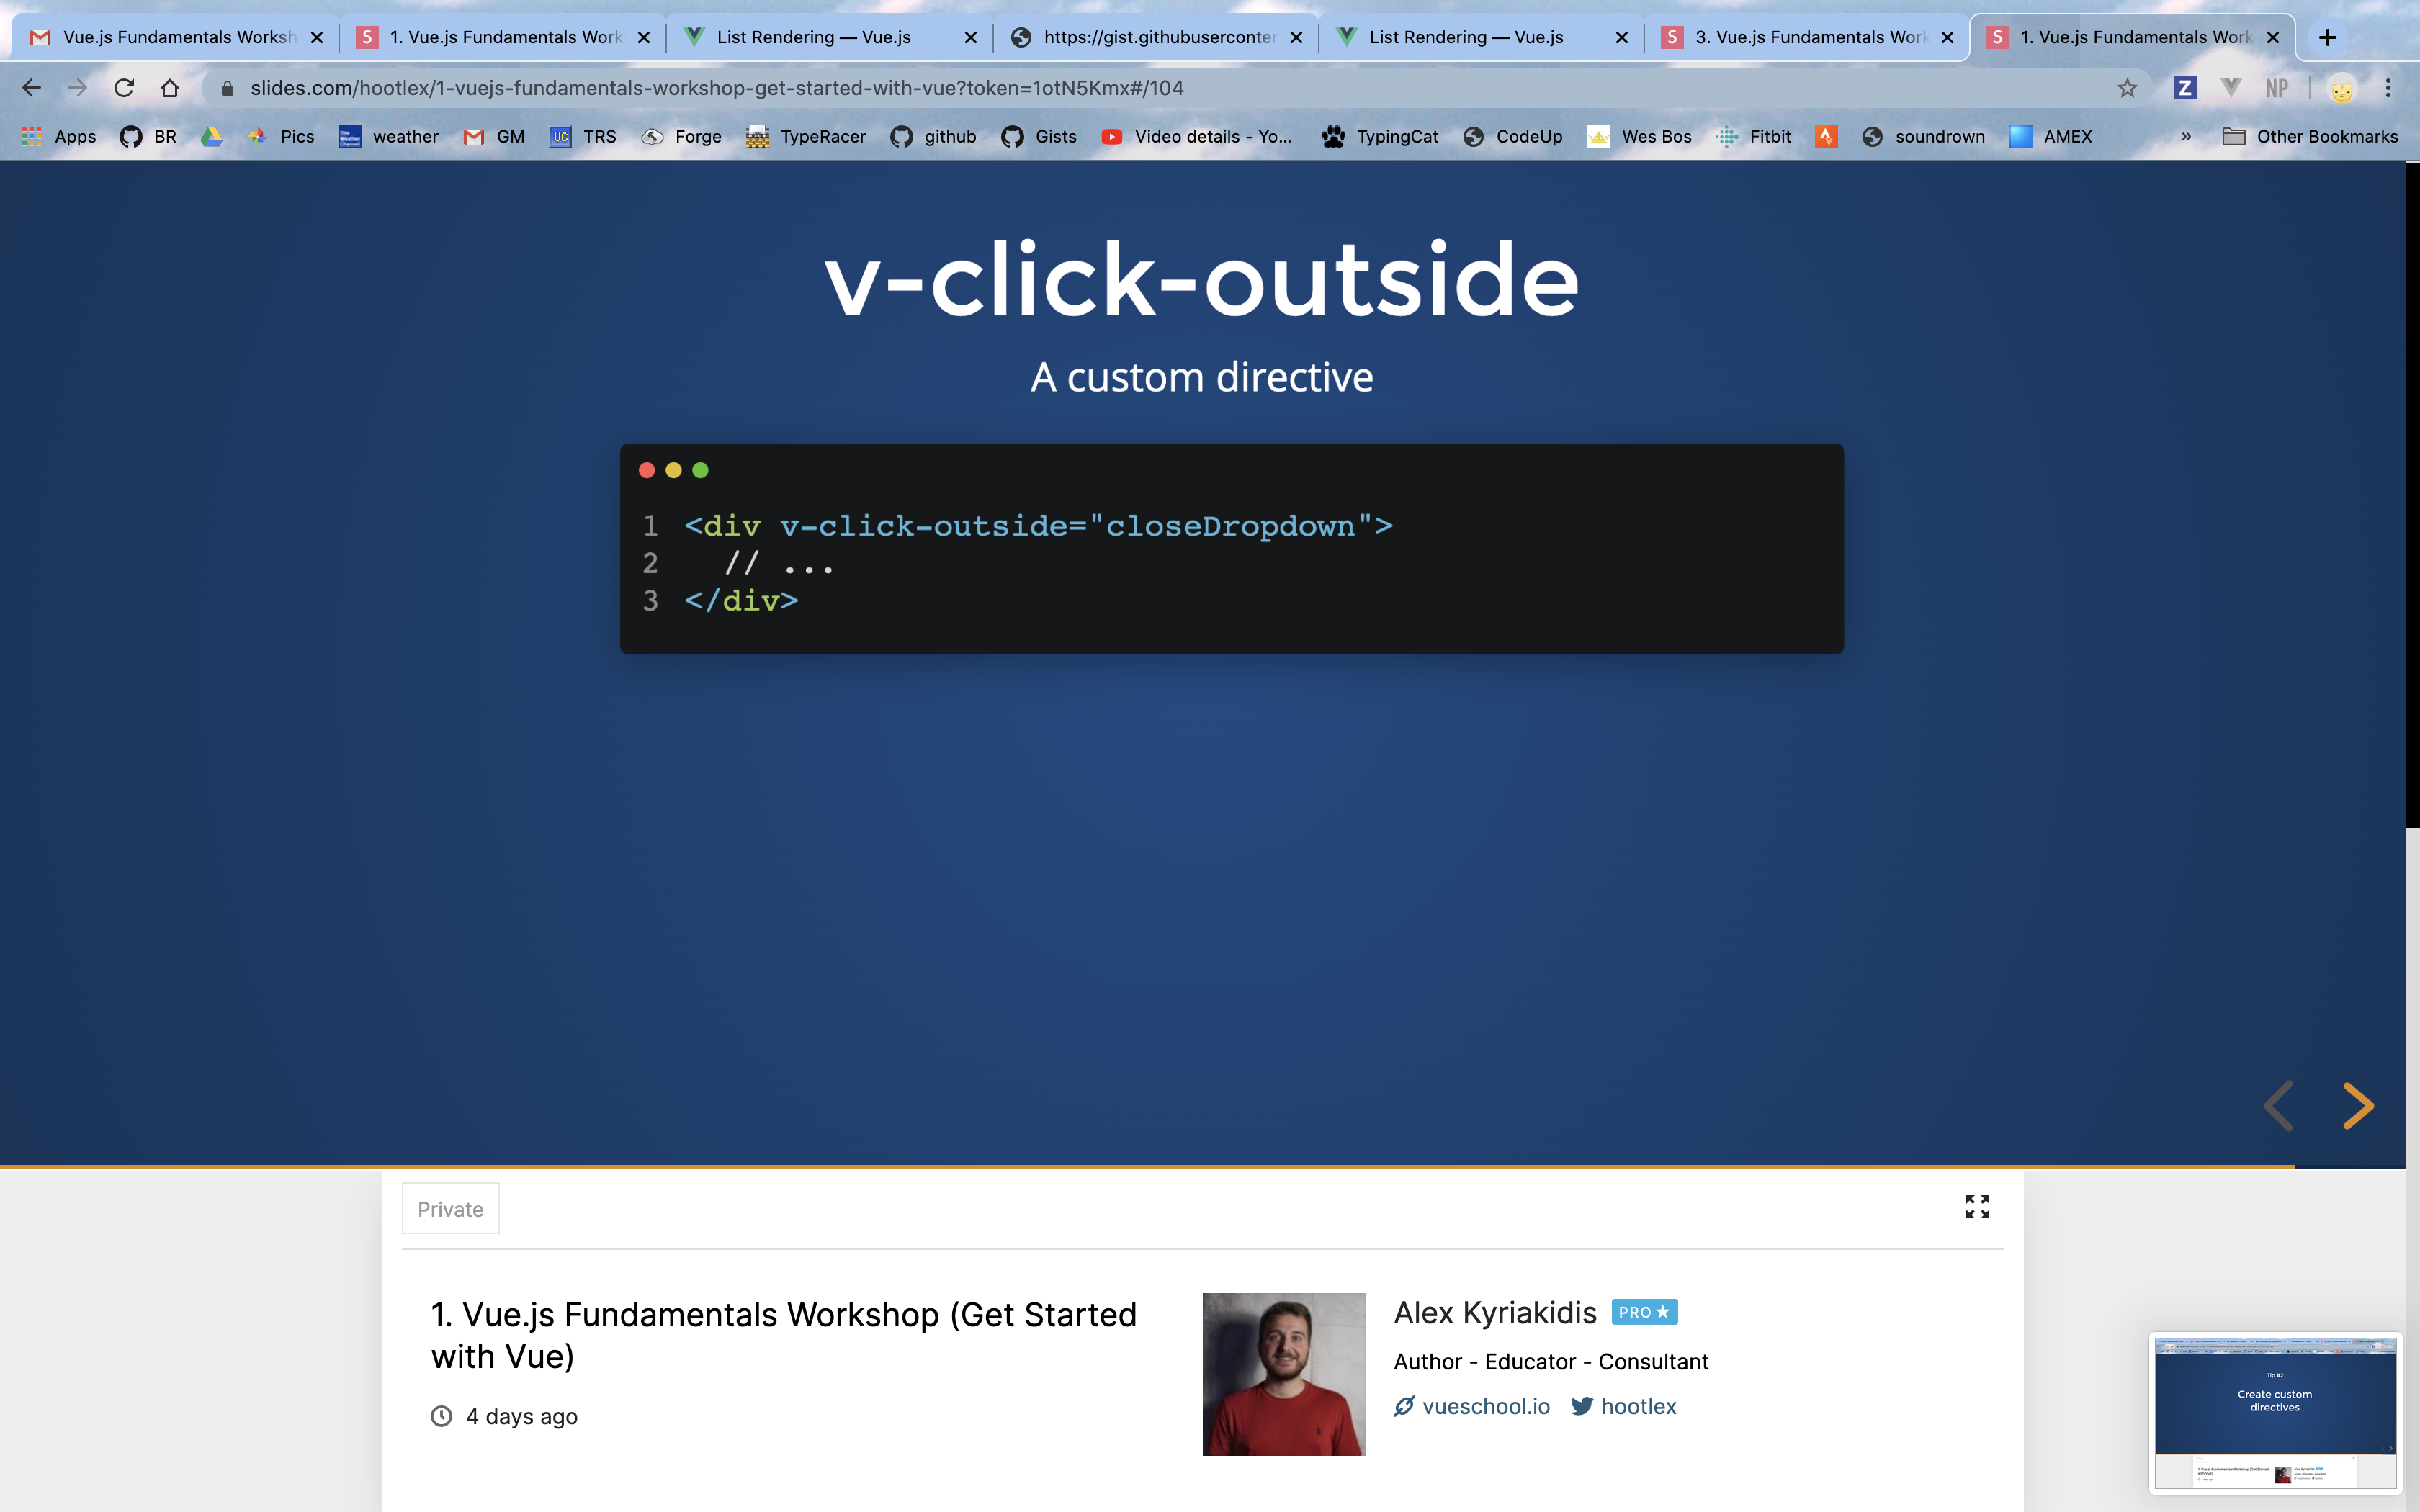 Vue.js Fundamentals Worksh
1. Vue.js Fundamentals Work
List Rendering — Vue.js
https://gist.githubuserconter
List Rendering — Vue.js
3. Vue.js Fundamentals Work
1. Vue.js Fundamentals Work
slides.com/hootlex/1-vuejs-fundamentals-workshop-get-started-with-vue?token=1otN5Kmx#/104
Z
NP
Apps
BR
Pics
weather
GM
UC
TRS
Forge
TypeRacer
github
Gists
Video details - Yo...
TypingCat
CodeUp
Wes Bos
Fitbit
soundrown
AMEX
»
Other Bookmarks
v-click-outside
A custom directive
1 <div v-click-outside="closeDropdown">
2 // ...
3 </div>
Private
1. Vue.js Fundamentals Workshop (Get Started
with Vue)
4 days ago
Alex Kyriakidis PRO
Author - Educator - Consultant
vueschool.io hootlex
Tip #2
Create custom
directives